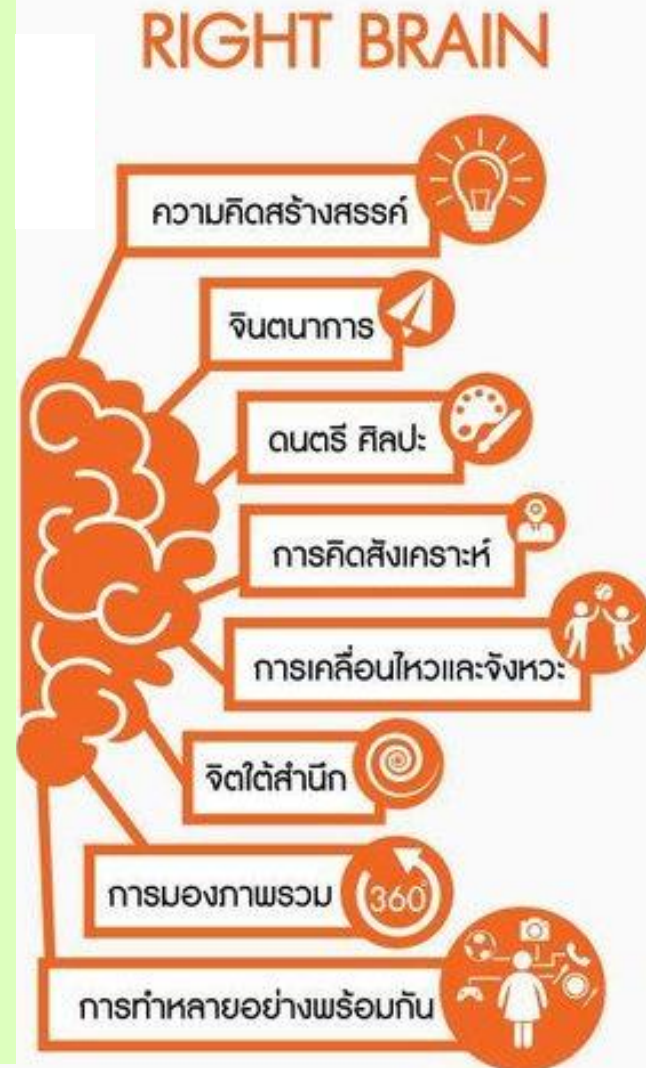 RIGHT BRAIN
ความคิดสร้างสรรค์
จินตนาการ
ดนตรี ศิลปะ
การคิดสังเคราะห์
การเคลื่อนไหวและจังหวะ
จิตใต้สำนึก
การมองภาพรวม
360°
การทำหลายอย่างพร้อมกัน